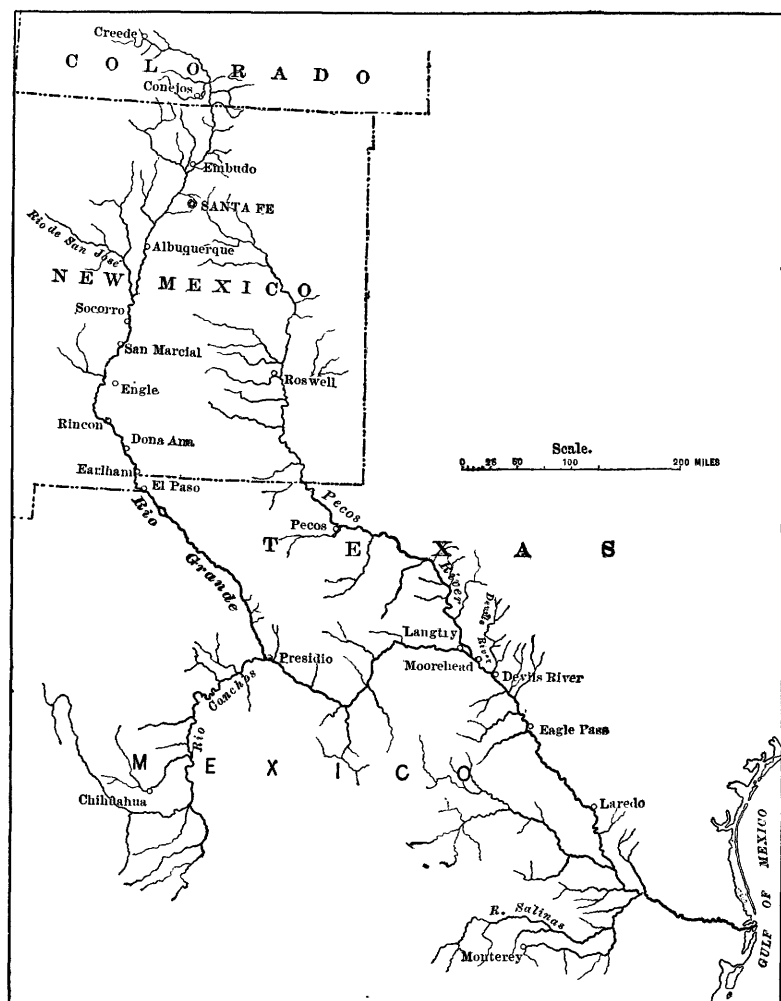 Creede
COLORADO
Conejos
Embudo
SANTA FE
Rio de San José
Albuquerque
NEW MEXICO
Socorro
San Marcial
Engle
Roswell
Rincon
Dona Ana
Earlham
El Paso
Scale.
0 25 50 100 200 MILES
Rio Grande
Pecos River
Pecos
TEXAS
Devils River
Langtry
Moorehead
Devils River
Presidio
Rio Conchos
Eagle Pass
MEXICO
Chihuahua
Laredo
R. Salinas
Monterey
GULF OF MEXICO